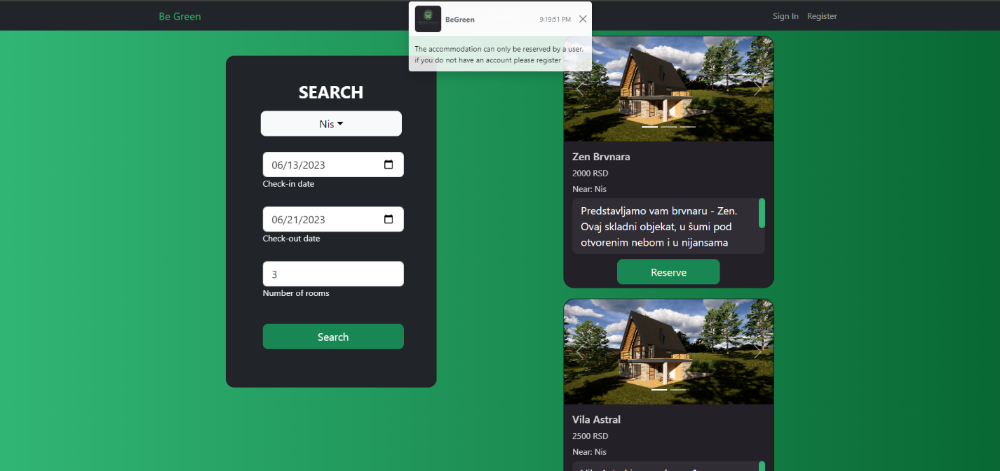 Be Green
Sign In
Register
BeGreen
9:19:51 PM
The accommodation can only be reserved by a user.
if you do not have an account please register
SEARCH
Nis
06/13/2023
Check-in date
06/21/2023
Check-out date
3
Number of rooms
Search
Zen Brvnara
2000 RSD
Near: Nis
Predstavljamo vam brvnaru - Zen.
Ovaj skladni objekat, u šumi pod
otvorenim nebom i u nijansama
Reserve
Vila Astral
2500 RSD
Near: Nis